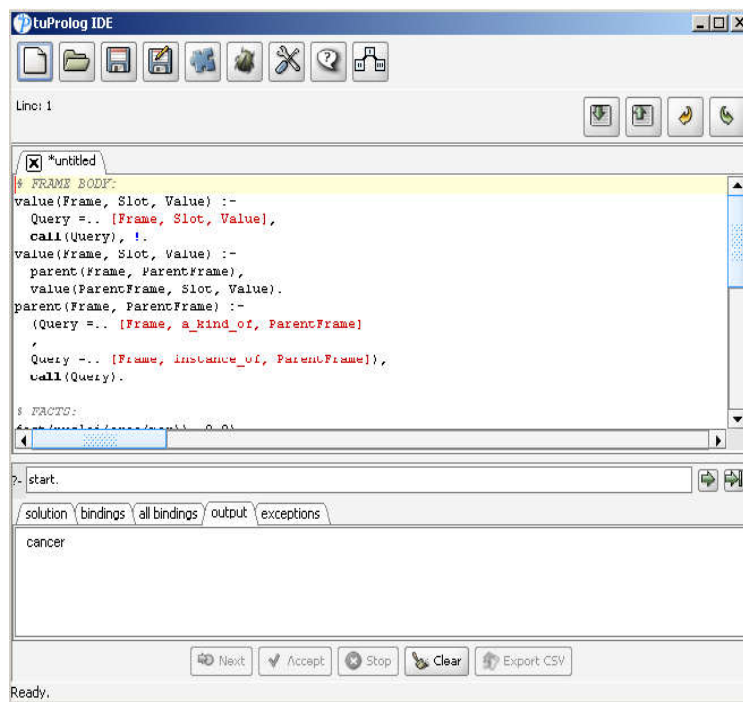 tuProlog IDE
Line: 1
*untitled
% FRAME BODY:
value(Frame, Slot, Value) :-
Query =.. [Frame, Slot, Value],
call(Query), !.
value(Frame, Slot, Value) :-
parent(Frame, ParentFrame),
value(ParentFrame, Slot, Value).
parent(Frame, ParentFrame) :-
(Query =.. [Frame, a_kind_of, ParentFrame]
,
Query =.. [Frame, instance_of, ParentFrame]),
call(Query).
% FACTS:
?- start.
solution bindings all bindings output exceptions
cancer
Next Accept Stop Clear Export CSV
Ready.